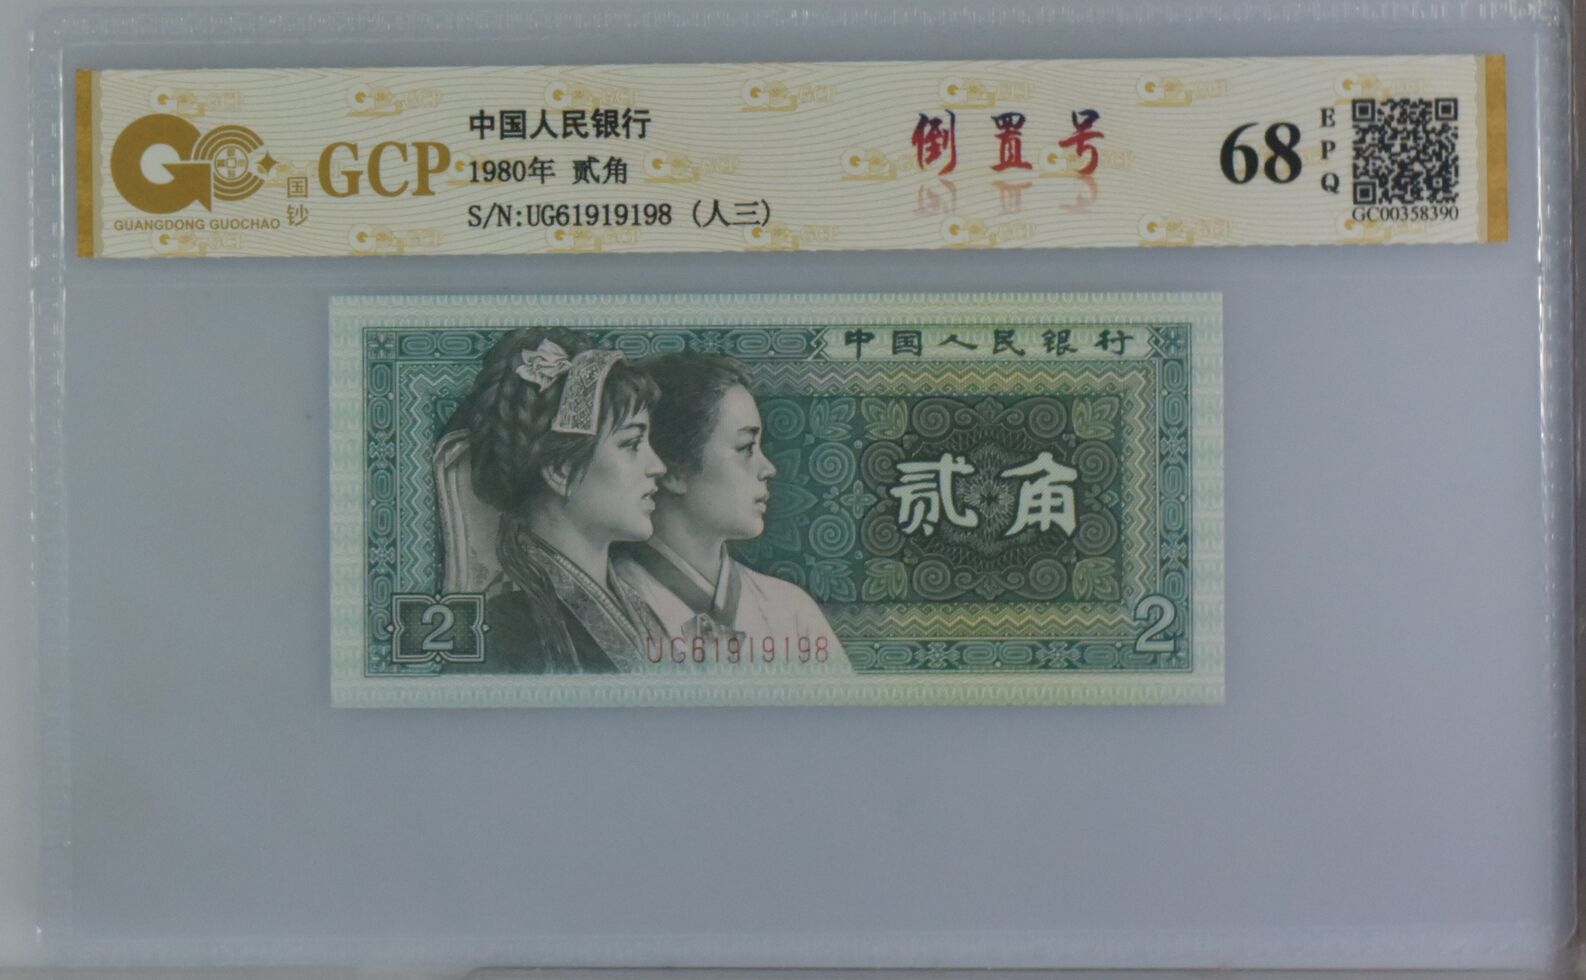 GCP
国钞
GUANGDONG GUOCHAO
中国人民银行
1980年 贰角
S/N:UG61919198 (人三)
倒置号
68
EPQ
GC00358390
中国人民银行
贰角
2
2
UG61919198